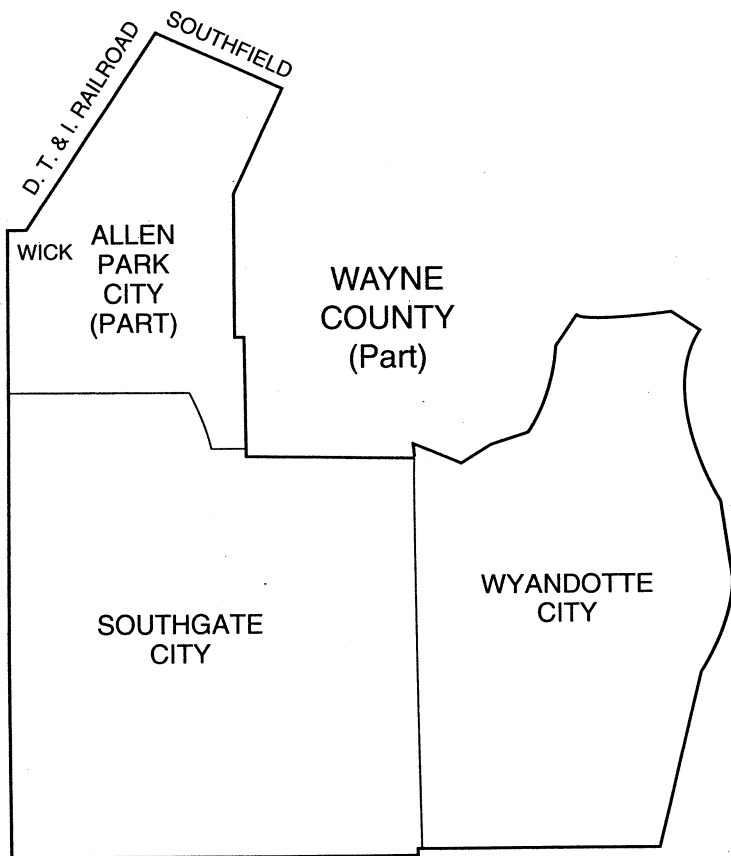 D. T. & I. RAILROAD
SOUTHFIELD
WICK
ALLEN
PARK
CITY
(PART)
WAYNE
COUNTY
(Part)
SOUTHGATE
CITY
WYANDOTTE
CITY